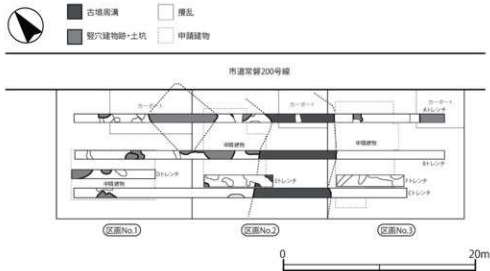 古墳周溝
撹乱
竪穴建物跡・土坑
申請建物
市道常磐200号線
カーポート
カーポート
カーポート
Aトレンチ
申請建物
申請建物
Bトレンチ
Dトレンチ
Eトレンチ
Fトレンチ
申請建物
Cトレンチ
区画No.1
区画No.2
区画No.3
0
20m